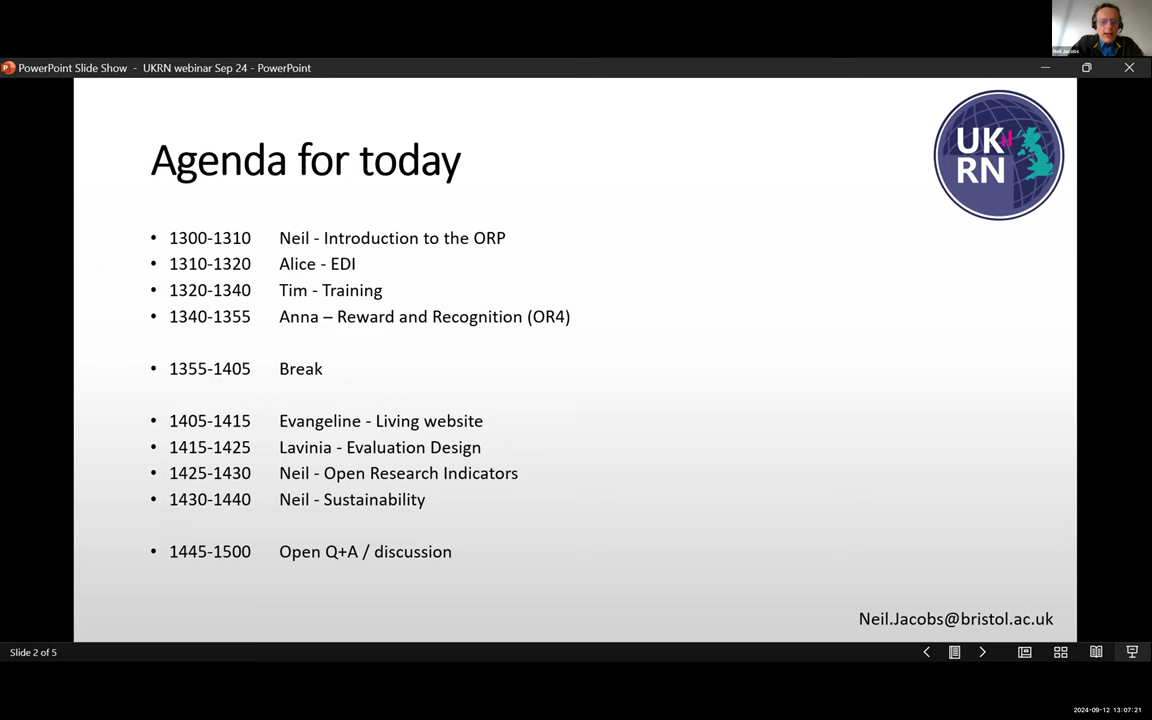 Neil Jacobs
PowerPoint Slide Show - UKRN webinar Sep 24 - PowerPoint
UK
RN
Agenda for today
• 1300-1310 Neil - Introduction to the ORP
• 1310-1320 Alice - EDI
• 1320-1340 Tim - Training
• 1340-1355 Anna – Reward and Recognition (OR4)
• 1355-1405 Break
• 1405-1415 Evangeline - Living website
• 1415-1425 Lavinia - Evaluation Design
• 1425-1430 Neil - Open Research Indicators
• 1430-1440 Neil - Sustainability
• 1445-1500 Open Q+A / discussion
Neil.Jacobs@bristol.ac.uk
Slide 2 of 5
2024-09-12 13:07:21